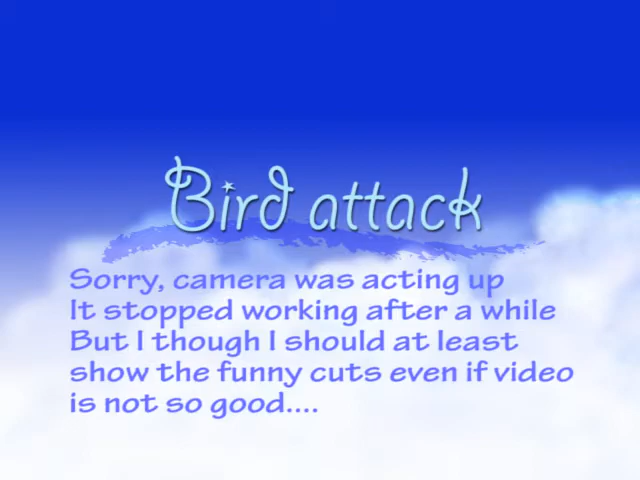 Bird attack
Sorry, camera was acting up
It stopped working after a while
But I though I should at least
show the funny cuts even if video
is not so good....